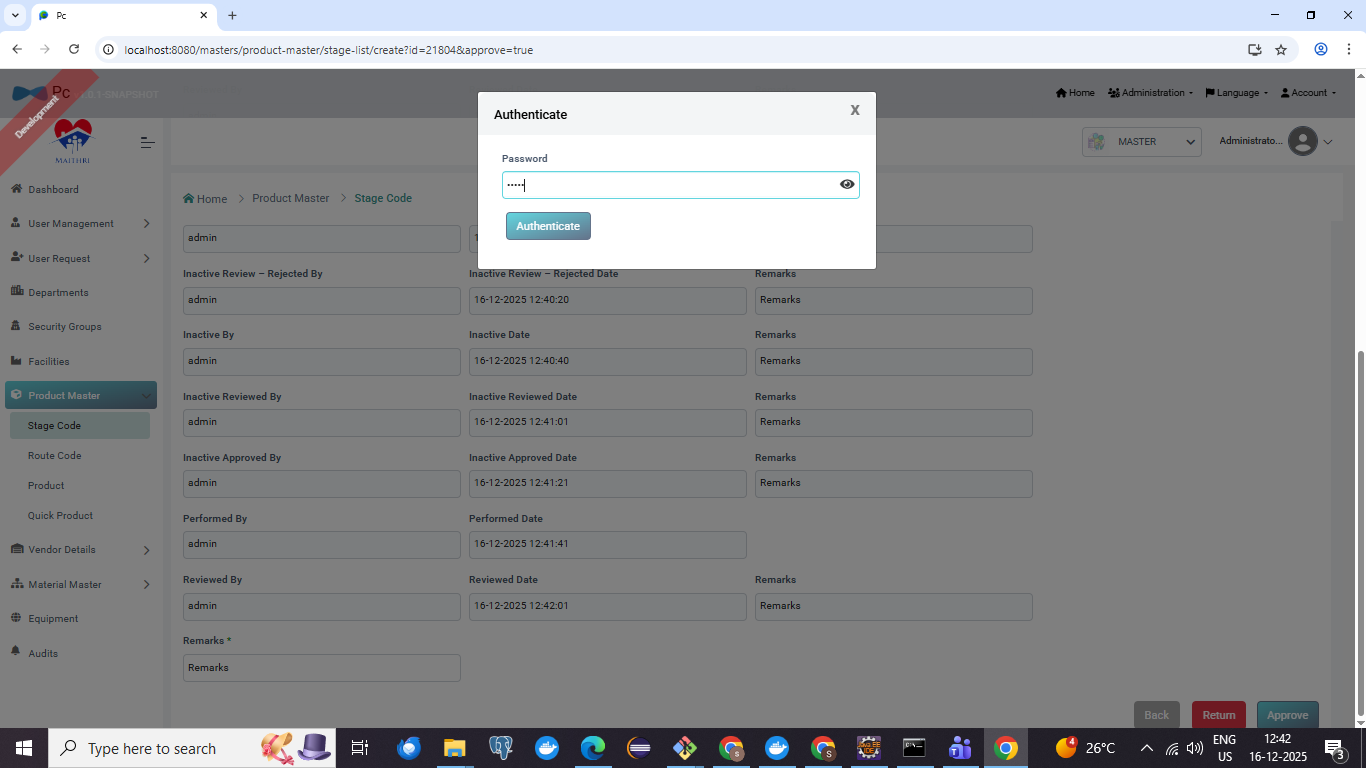 Pc
localhost:8080/masters/product-master/stage-list/create?id=21804&approve=true
Pc
Development
Home
Administration
Language
Account
MAITHRI
MASTER
Administrato...
Authenticate
X
Password
•••••
Authenticate
Dashboard
User Management
User Request
Departments
Security Groups
Facilities
Product Master
Stage Code
Route Code
Product
Quick Product
Vendor Details
Material Master
Equipment
Audits
Home > Product Master > Stage Code
admin
Inactive Review – Rejected By Inactive Review – Rejected Date Remarks
admin 16-12-2025 12:40:20 Remarks
Inactive By Inactive Date Remarks
admin 16-12-2025 12:40:40 Remarks
Inactive Reviewed By Inactive Reviewed Date Remarks
admin 16-12-2025 12:41:01 Remarks
Inactive Approved By Inactive Approved Date Remarks
admin 16-12-2025 12:41:21 Remarks
Performed By Performed Date
admin 16-12-2025 12:41:41
Reviewed By Reviewed Date Remarks
admin 16-12-2025 12:42:01 Remarks
Remarks *
Remarks
Back Return Approve
Type here to search
4
26°C
ENG
US
12:42
16-12-2025
3